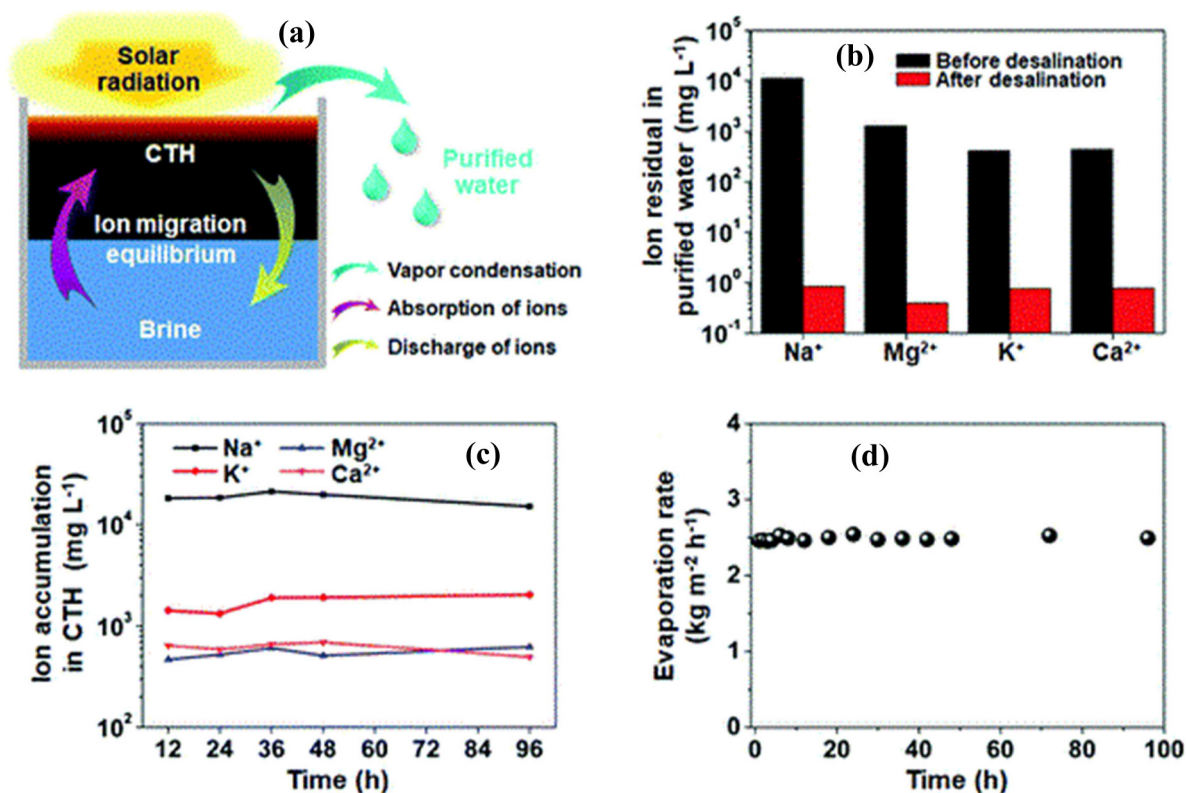 (a)
Solar
radiation
CTH
Ion migration
equilibrium
Brine
Purified
water
Vapor condensation
Absorption of ions
Discharge of ions
(b)
Before desalination
After desalination
Ion residual in
purified water (mg L⁻¹)
10⁵
10⁴
10³
10²
10¹
10⁰
10⁻¹
Na⁺ Mg²⁺ K⁺ Ca²⁺
(c)
Na⁺ Mg²⁺
K⁺ Ca²⁺
Ion accumulation
in CTH (mg L⁻¹)
10⁵
10⁴
10³
10²
12 24 36 48 60 72 84 96
Time (h)
(d)
Evaporation rate
(kg m⁻² h⁻¹)
4
3
2
1
0
0 20 40 60 80 100
Time (h)